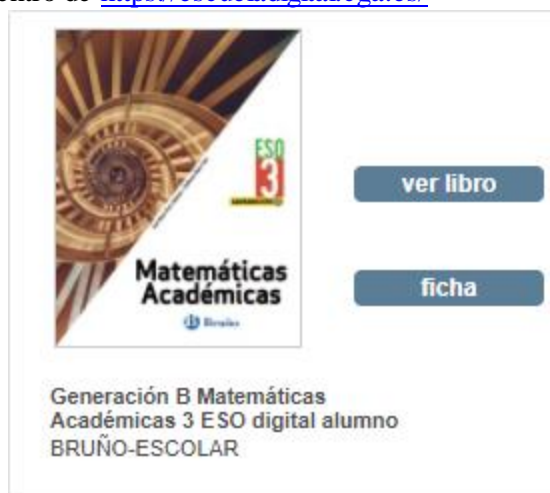 ESO
3
Matemáticas
Académicas
Bruño
ver libro
ficha
Generación B Matemáticas
Académicas 3 ESO digital alumno
BRUÑO-ESCOLAR